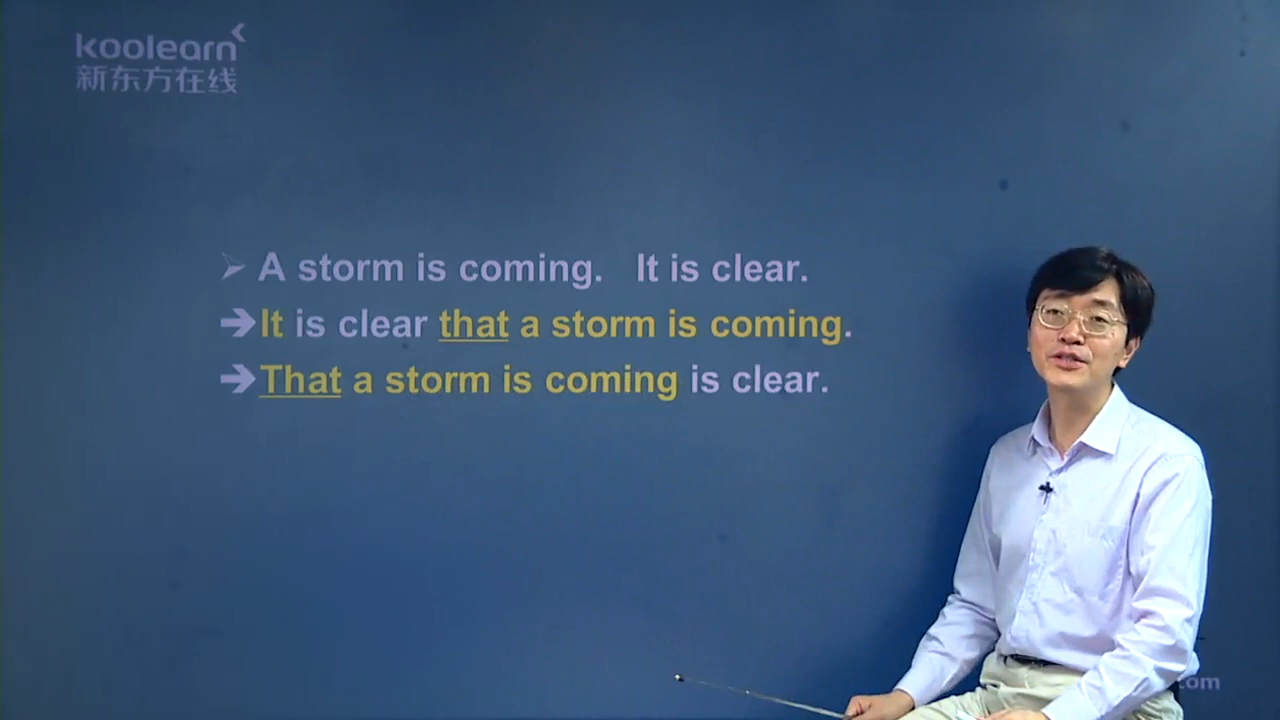 koolearn
新东方在线
A storm is coming. It is clear.
It is clear that a storm is coming.
That a storm is coming is clear.
com